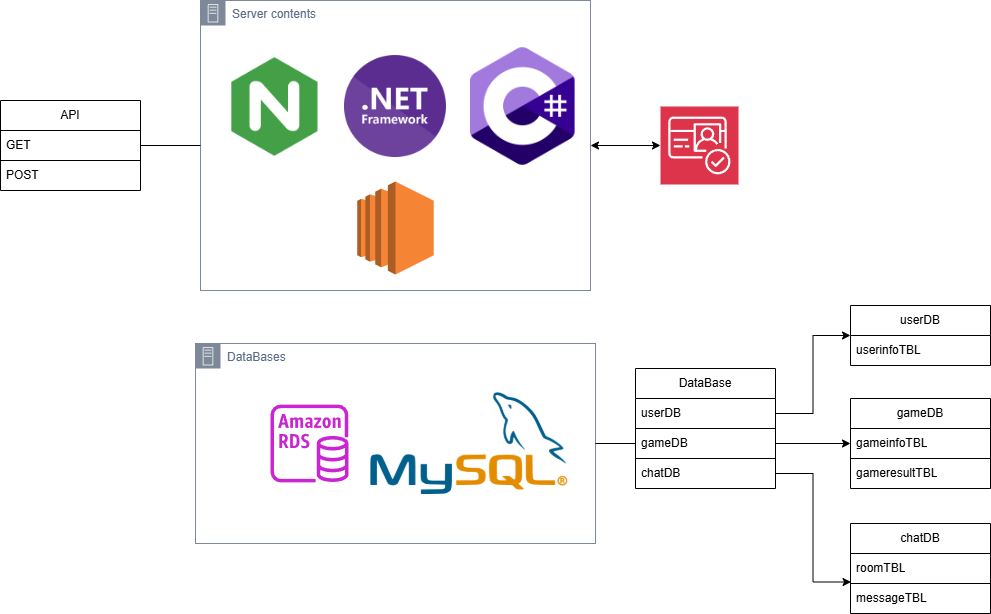 Server contents
N
.NET
Framework
C#
API
GET
POST
DataBases
Amazon
RDS
MySQL®
DataBase
userDB
gameDB
chatDB
userDB
userinfoTBL
gameDB
gameinfoTBL
gameresultTBL
chatDB
roomTBL
messageTBL